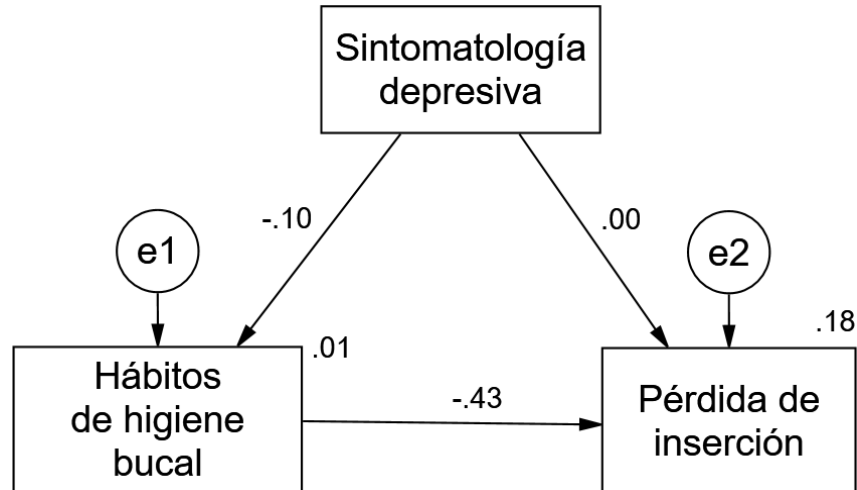 Sintomatología
depresiva
-.10
.00
e1
e2
.01
.18
Hábitos
de higiene
bucal
-.43
Pérdida de
inserción